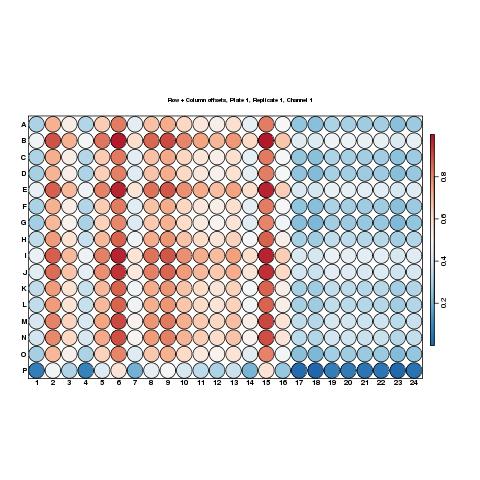 Row + Column offsets, Plate 1, Replicate 1, Channel 1
A
B
C
D
E
F
G
H
I
J
K
L
M
N
O
P
1 2 3 4 5 6 7 8 9 10 11 12 13 14 15 16 17 18 19 20 21 22 23 24
0.8
0.6
0.4
0.2